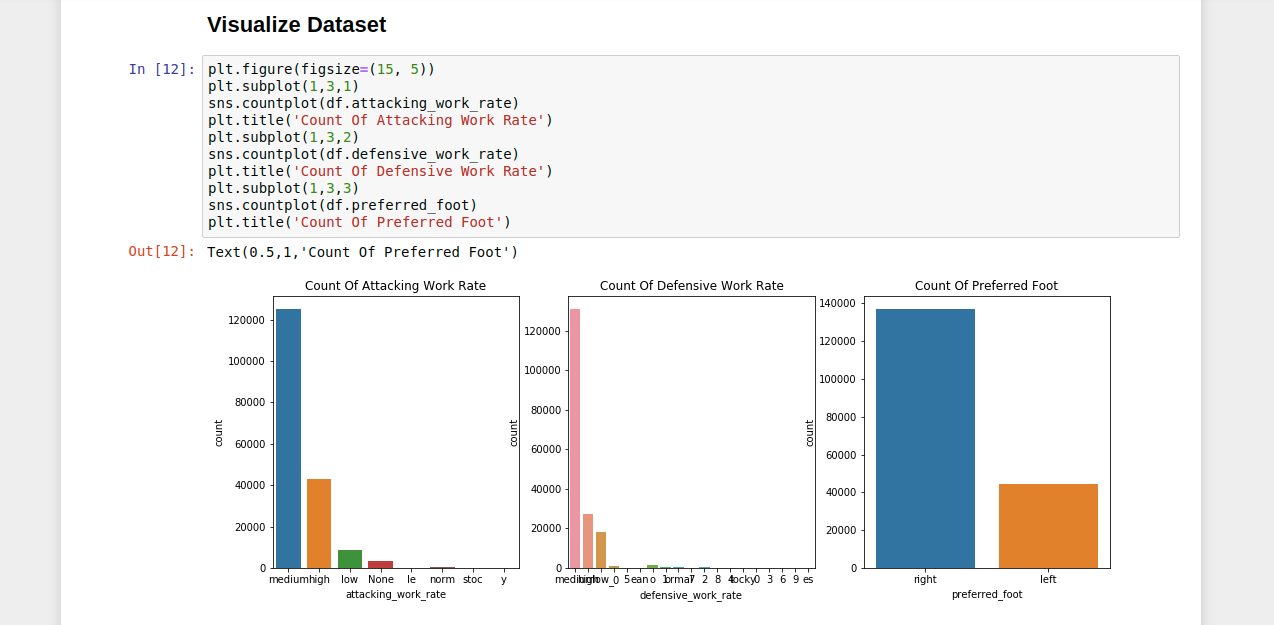 Visualize Dataset
In [12]:
plt.figure(figsize=(15, 5))
plt.subplot(1,3,1)
sns.countplot(df.attacking_work_rate)
plt.title('Count Of Attacking Work Rate')
plt.subplot(1,3,2)
sns.countplot(df.defensive_work_rate)
plt.title('Count Of Defensive Work Rate')
plt.subplot(1,3,3)
sns.countplot(df.preferred_foot)
plt.title('Count Of Preferred Foot')
Out[12]: Text(0.5,1,'Count Of Preferred Foot')
Count Of Attacking Work Rate
120000
100000
80000
60000
40000
20000
0
count
medium high low None le norm stoc y
attacking_work_rate
Count Of Defensive Work Rate
120000
100000
80000
60000
40000
20000
0
count
medium high low _0 5 ean o 1 ormal 7 2 8 4 tocky 0 3 6 9 es
defensive_work_rate
Count Of Preferred Foot
140000
120000
100000
80000
60000
40000
20000
0
count
right left
preferred_foot